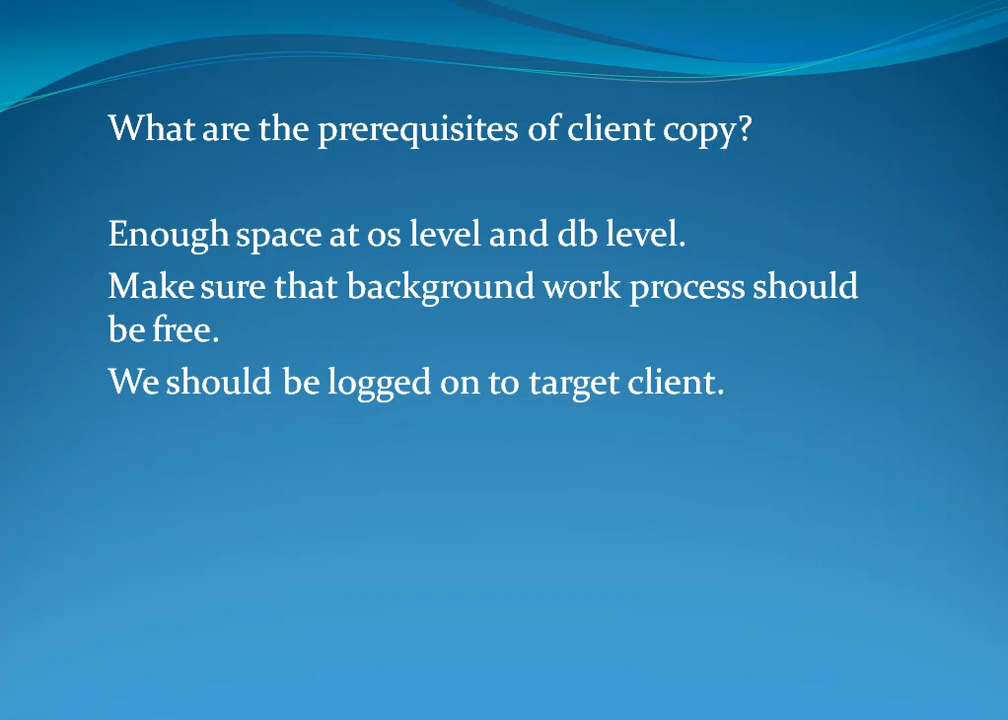 What are the prerequisites of client copy?
Enough space at os level and db level.
Make sure that background work process should
be free.
We should be logged on to target client.